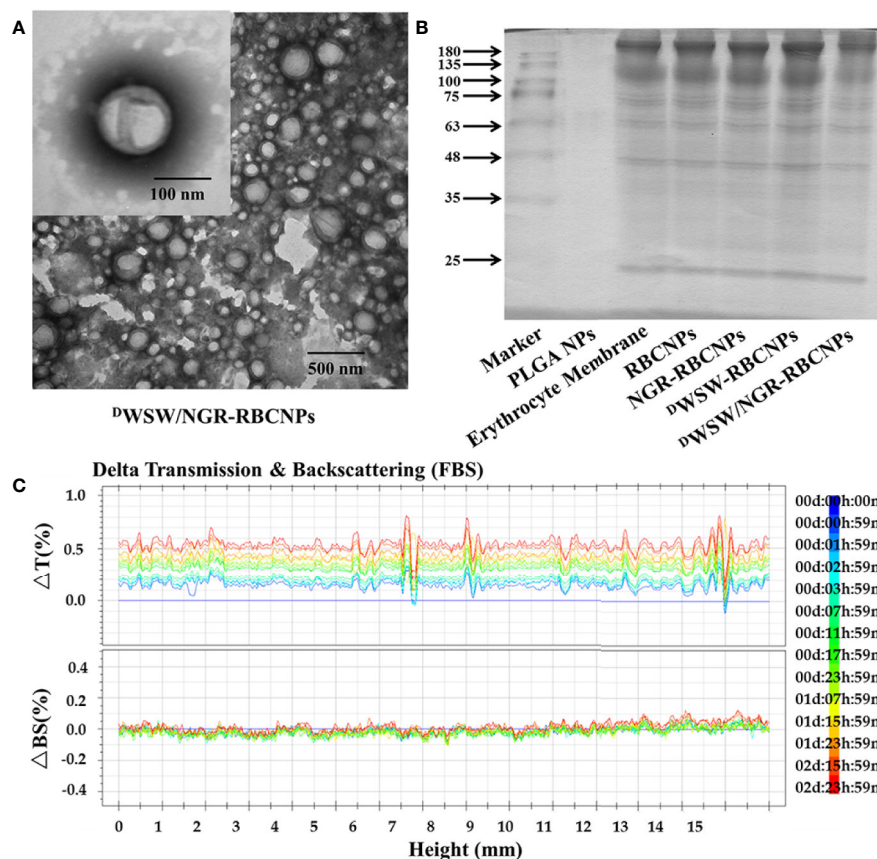 A
100 nm
500 nm
ᴰWSW/NGR-RBCNPs
B
180
135
100
75
63
48
35
25
Marker
PLGA NPs
Erythrocyte Membrane
RBCNPs
NGR-RBCNPs
ᴰWSW-RBCNPs
ᴰWSW/NGR-RBCNPs
C
Delta Transmission & Backscattering (FBS)
△T(%)
1.0
0.5
0.0
△BS(%)
0.4
0.2
0.0
-0.2
-0.4
0 1 2 3 4 5 6 7 8 9 10 11 12 13 14 15
Height (mm)
00d:00h:00m
00d:00h:59m
00d:01h:59m
00d:02h:59m
00d:03h:59m
00d:07h:59m
00d:11h:59m
00d:17h:59m
00d:23h:59m
01d:07h:59m
01d:15h:59m
01d:23h:59m
02d:15h:59m
02d:23h:59m